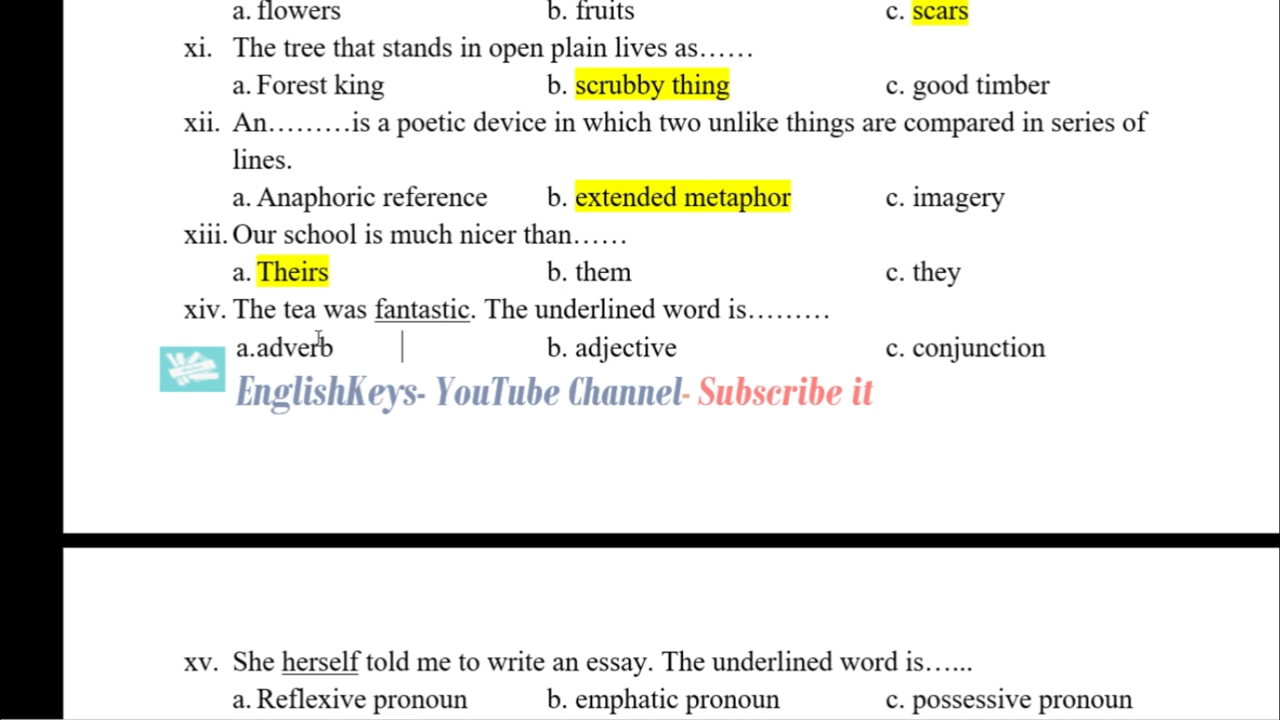 a. flowers b. fruits c. scars
xi. The tree that stands in open plain lives as……
a. Forest king b. scrubby thing c. good timber
xii. An………is a poetic device in which two unlike things are compared in series of
lines.
a. Anaphoric reference b. extended metaphor c. imagery
xiii. Our school is much nicer than……
a. Theirs b. them c. they
xiv. The tea was fantastic. The underlined word is………
a.adverb b. adjective c. conjunction
EnglishKeys- YouTube Channel- Subscribe it
xv. She herself told me to write an essay. The underlined word is…...
a. Reflexive pronoun b. emphatic pronoun c. possessive pronoun